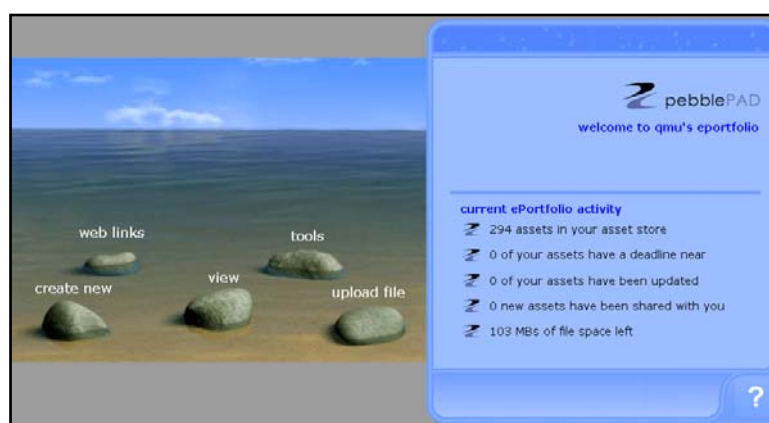 web links
tools
create new
view
upload file
pebblePAD
welcome to qmu's eportfolio
current ePortfolio activity
294 assets in your asset store
0 of your assets have a deadline near
0 of your assets have been updated
0 new assets have been shared with you
103 MBs of file space left
?